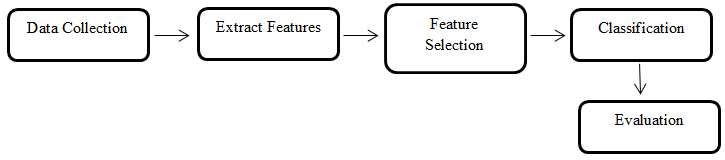 Data Collection
Extract Features
Feature
Selection
Classification
Evaluation